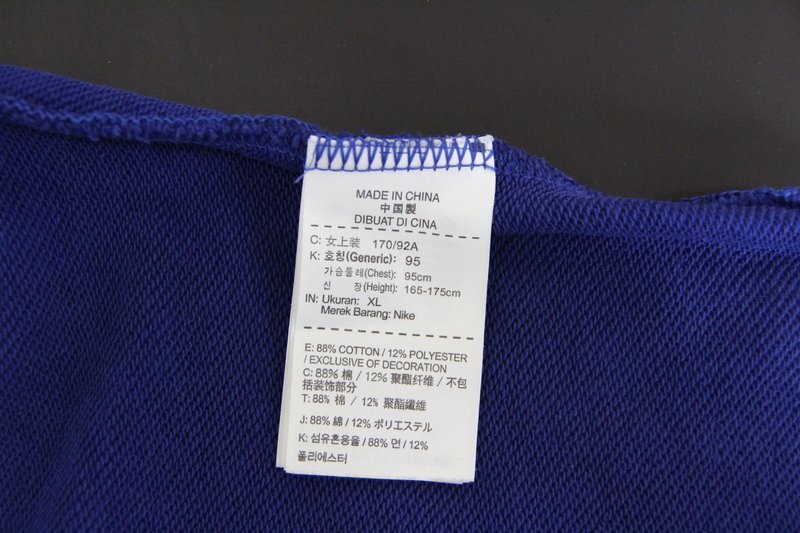 MADE IN CHINA
中国製
DIBUAT DI CINA
C: 女上装 170/92A
K: 호칭(Generic): 95
가슴둘레(Chest): 95cm
신 장(Height): 165-175cm
IN: Ukuran: XL
Merek Barang: Nike
E: 88% COTTON / 12% POLYESTER
/ EXCLUSIVE OF DECORATION
C: 88% 棉 / 12% 聚酯纤维 / 不包
括装饰部分
T: 88% 棉 / 12% 聚酯纖維
J: 88% 綿 / 12% ポリエステル
K: 섬유혼용율 / 88% 면 / 12%
폴리에스터